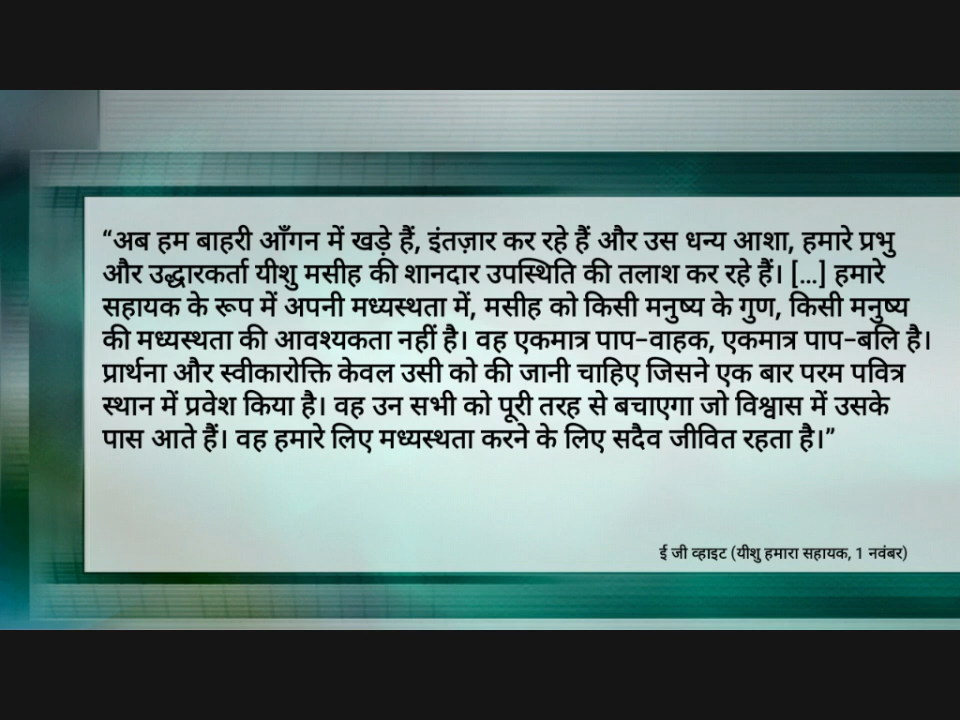 “अब हम बाहरी आँगन में खड़े हैं, इंतज़ार कर रहे हैं और उस धन्य आशा, हमारे प्रभु
और उद्धारकर्ता यीशु मसीह की शानदार उपस्थिति की तलाश कर रहे हैं। [...] हमारे
सहायक के रूप में अपनी मध्यस्थता में, मसीह को किसी मनुष्य के गुण, किसी मनुष्य
की मध्यस्थता की आवश्यकता नहीं है। वह एकमात्र पाप-वाहक, एकमात्र पाप-बलि है।
प्रार्थना और स्वीकारोक्ति केवल उसी को की जानी चाहिए जिसने एक बार परम पवित्र
स्थान में प्रवेश किया है। वह उन सभी को पूरी तरह से बचाएगा जो विश्वास में उसके
पास आते हैं। वह हमारे लिए मध्यस्थता करने के लिए सदैव जीवित रहता है।”
ई जी व्हाइट (यीशु हमारा सहायक, 1 नवंबर)